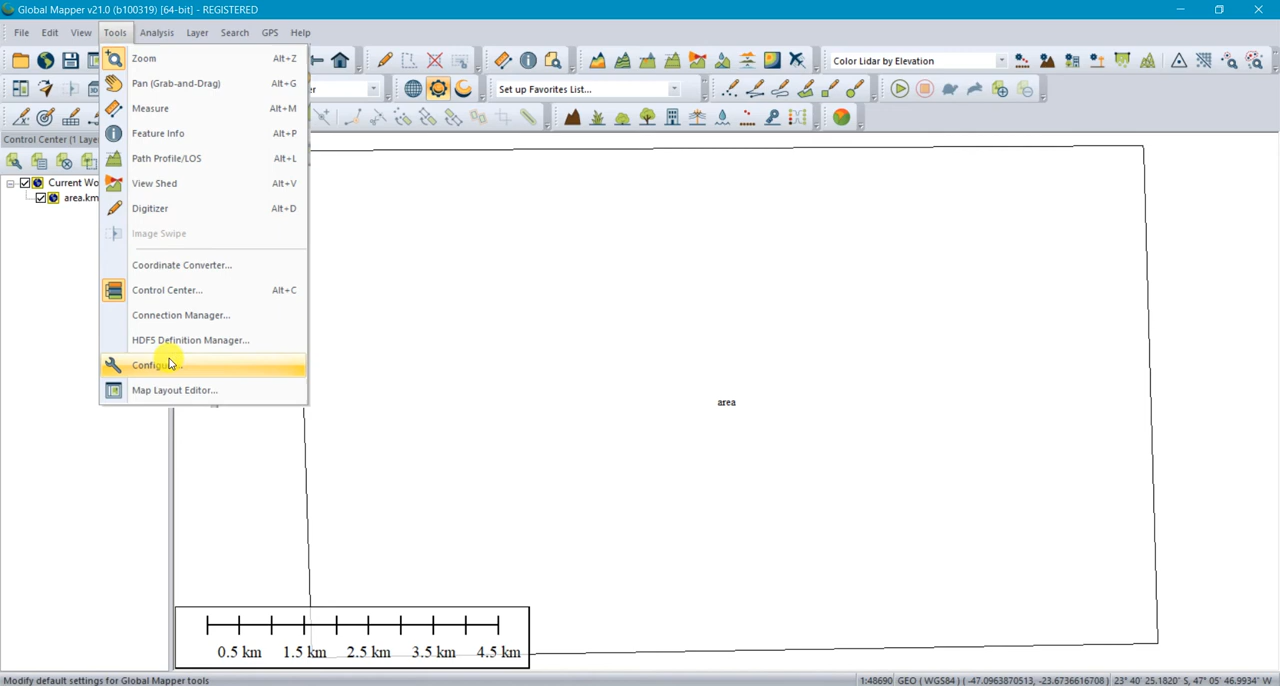 Global Mapper v21.0 (b100319) [64-bit] - REGISTERED
File Edit View Tools Analysis Layer Search GPS Help
Zoom Alt+Z
Color Lidar by Elevation
Pan (Grab-and-Drag) Alt+G
er
Set up Favorites List...
Measure Alt+M
Feature Info Alt+P
Control Center (1 Laye
Path Profile/LOS Alt+L
Current Wo
View Shed Alt+V
area.km
Digitizer Alt+D
Image Swipe
Coordinate Converter...
Control Center... Alt+C
Connection Manager...
HDF5 Definition Manager...
Map Layout Editor...
area
0.5 km 1.5 km 2.5 km 3.5 km 4.5 km
Modify default settings for Global Mapper tools
1:48690 GEO ( WGS84 ) ( -47.0963870513, -23.6736616708 ) 23° 40' 25.1820" S, 47° 05' 46.9934" W